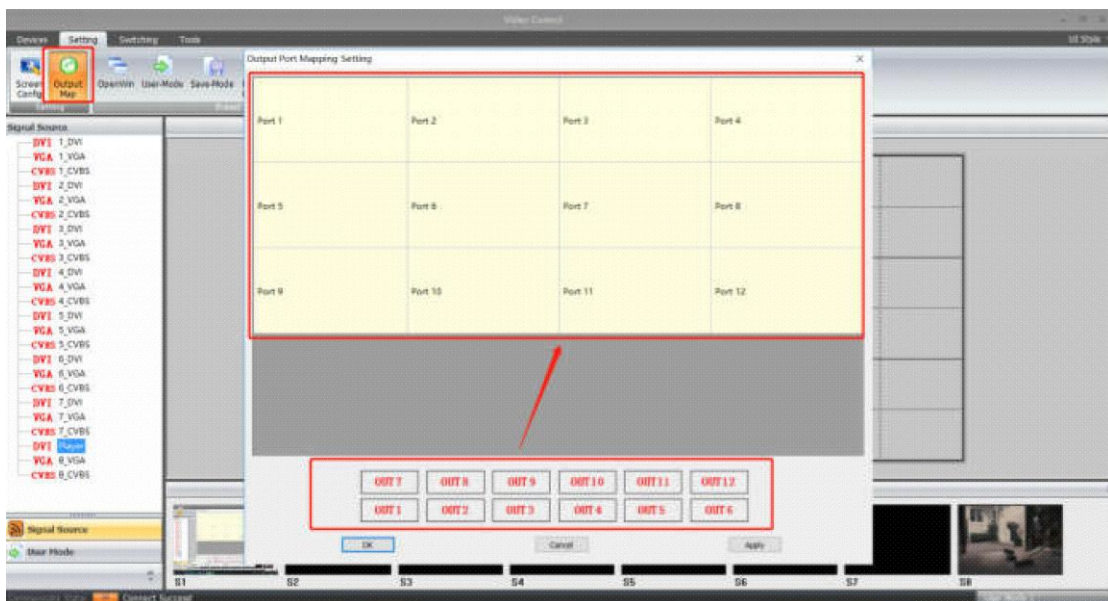 Video Control
Devices Setting Switching Tools
UI Style
Screen Config Output Map OpenWin User-Mode Save-Mode
Setting
Preset
Output Port Mapping Setting
Port 1 Port 2 Port 3 Port 4
Port 5 Port 6 Port 7 Port 8
Port 9 Port 10 Port 11 Port 12
Signal Source
DVI 1_DVI
VGA 1_VGA
CVBS 1_CVBS
DVI 2_DVI
VGA 2_VGA
CVBS 2_CVBS
DVI 3_DVI
VGA 3_VGA
CVBS 3_CVBS
DVI 4_DVI
VGA 4_VGA
CVBS 4_CVBS
DVI 5_DVI
VGA 5_VGA
CVBS 5_CVBS
DVI 6_DVI
VGA 6_VGA
CVBS 6_CVBS
DVI 7_DVI
VGA 7_VGA
CVBS 7_CVBS
DVI Player
VGA 8_VGA
CVBS 8_CVBS
OUT 7 OUT 8 OUT 9 OUT 10 OUT 11 OUT 12
OUT 1 OUT 2 OUT 3 OUT 4 OUT 5 OUT 6
OK Cancel Apply
Signal Source
User Mode
S1 S2 S3 S4 S5 S6 S7 S8
Connect Succeed